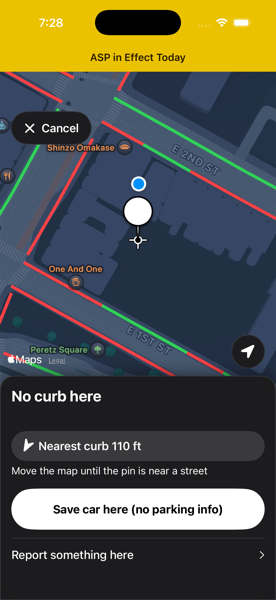 7:28
ASP in Effect Today
Cancel
Shinzo Omakase
E 2ND ST
One And One
E 1ST ST
Peretz Square
Maps
Legal
No curb here
Nearest curb 110 ft
Move the map until the pin is near a street
Save car here (no parking info)
Report something here